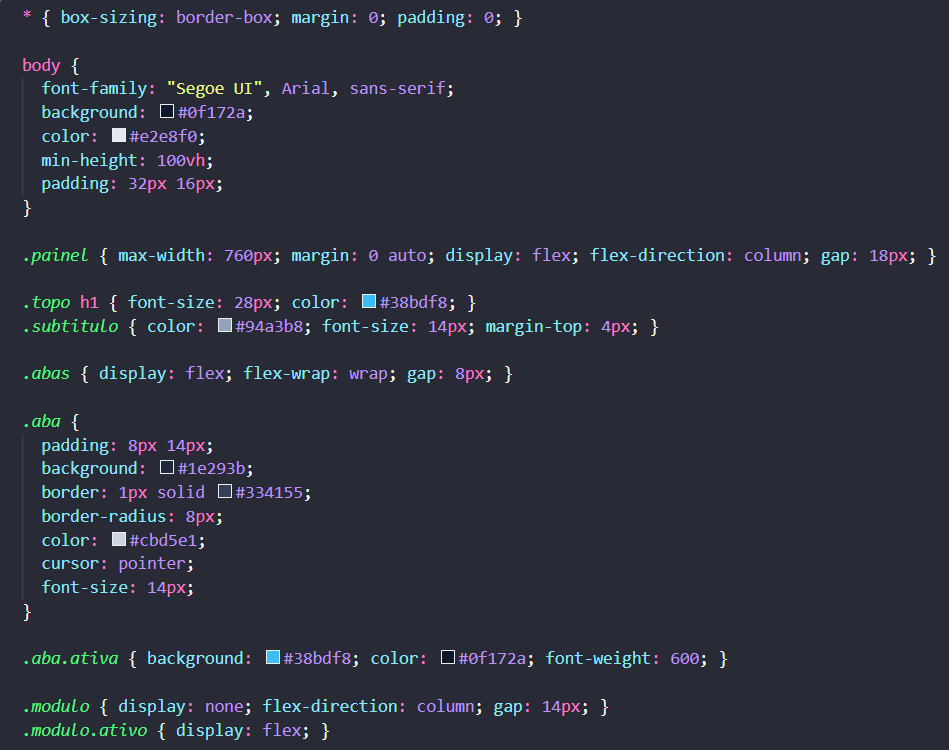 * { box-sizing: border-box; margin: 0; padding: 0; }
body {
font-family: "Segoe UI", Arial, sans-serif;
background: #0f172a;
color: #e2e8f0;
min-height: 100vh;
padding: 32px 16px;
}
.painel { max-width: 760px; margin: 0 auto; display: flex; flex-direction: column; gap: 18px; }
.topo h1 { font-size: 28px; color: #38bdf8; }
.subtitulo { color: #94a3b8; font-size: 14px; margin-top: 4px; }
.abas { display: flex; flex-wrap: wrap; gap: 8px; }
.aba {
padding: 8px 14px;
background: #1e293b;
border: 1px solid #334155;
border-radius: 8px;
color: #cbd5e1;
cursor: pointer;
font-size: 14px;
}
.aba.ativa { background: #38bdf8; color: #0f172a; font-weight: 600; }
.modulo { display: none; flex-direction: column; gap: 14px; }
.modulo.ativo { display: flex; }